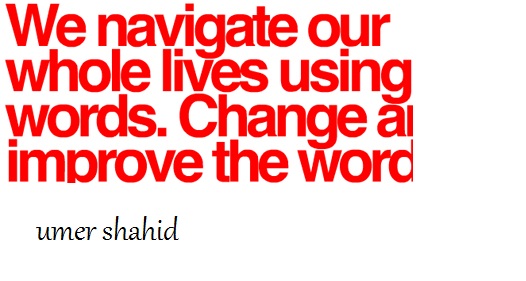 We navigate our
whole lives using
words. Change
improve the word
umer shahid